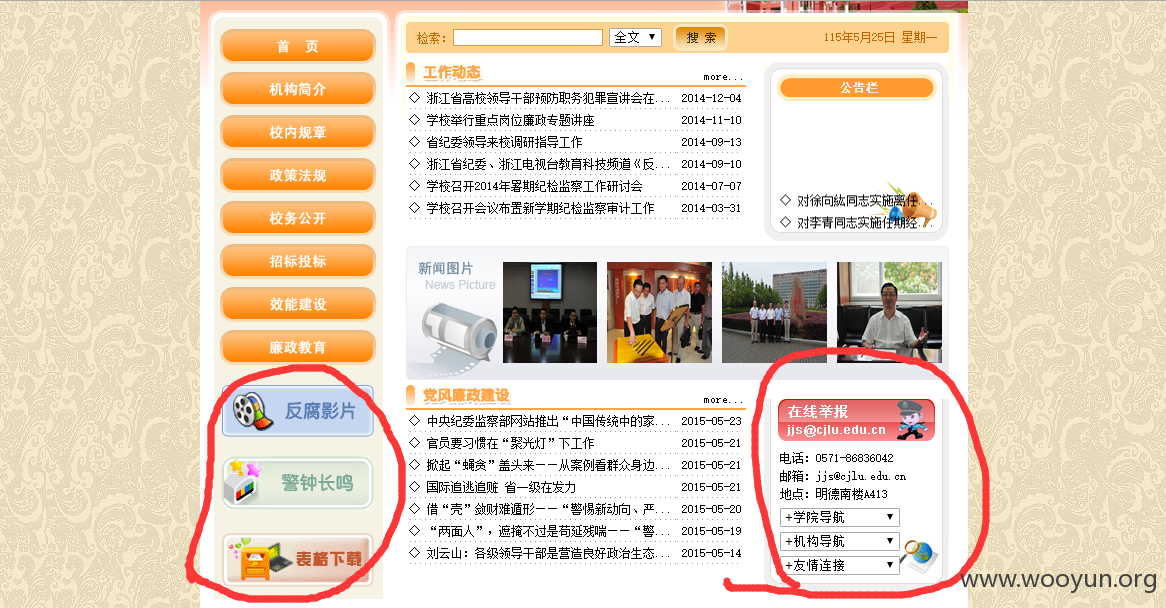 首 页
机构简介
校内规章
政策法规
校务公开
招标投标
效能建设
廉政教育
反腐影片
警钟长鸣
表格下载
检索： 全文 搜 索 115年5月25日 星期一
工作动态 more...
◇ 浙江省高校领导干部预防职务犯罪宣讲会在... 2014-12-04
◇ 学校举行重点岗位廉政专题讲座 2014-11-10
◇ 省纪委领导来校调研指导工作 2014-09-13
◇ 浙江省纪委、浙江电视台教育科技频道《反... 2014-09-10
◇ 学校召开2014年暑期纪检监察工作研讨会 2014-07-07
◇ 学校召开会议布置新学期纪检监察审计工作 2014-03-31
公告栏
◇ 对徐向紘同志实施离任...
◇ 对李青同志实施任期经...
新闻图片
News Picture
党风廉政建设 more...
◇ 中央纪委监察部网站推出“中国传统中的家... 2015-05-23
◇ 官员要习惯在“聚光灯”下工作 2015-05-21
◇ 掀起“蝇贪”盖头来——从案例看群众身边... 2015-05-21
◇ 国际追逃追赃 省一级在发力 2015-05-21
◇ 借“壳”敛财难遁形——“警惕新动向、严... 2015-05-20
◇ “两面人”，遮掩不过是苟延残喘——“警... 2015-05-19
◇ 刘云山：各级领导干部是营造良好政治生态... 2015-05-14
在线举报
jjs@cjlu.edu.cn
电话：0571-86836042
邮箱：jjs@cjlu.edu.cn
地点：明德南楼A413
+学院导航
+机构导航
+友情连接
www.wooyun.org